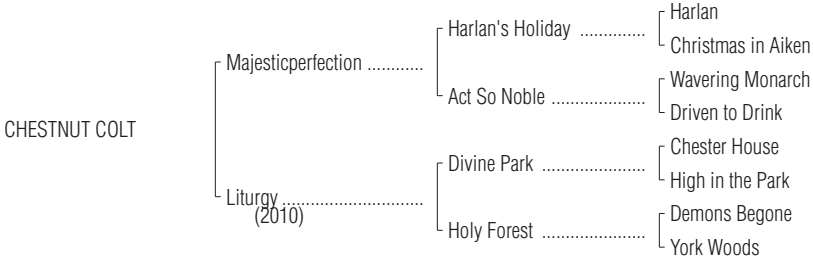 Harlan
Harlan's Holiday ..............
Christmas in Aiken
Majesticperfection ............
Wavering Monarch
Act So Noble ....................
Driven to Drink
CHESTNUT COLT
Chester House
Divine Park ......................
High in the Park
Liturgy ..............................
(2010)
Demons Begone
Holy Forest ......................
York Woods